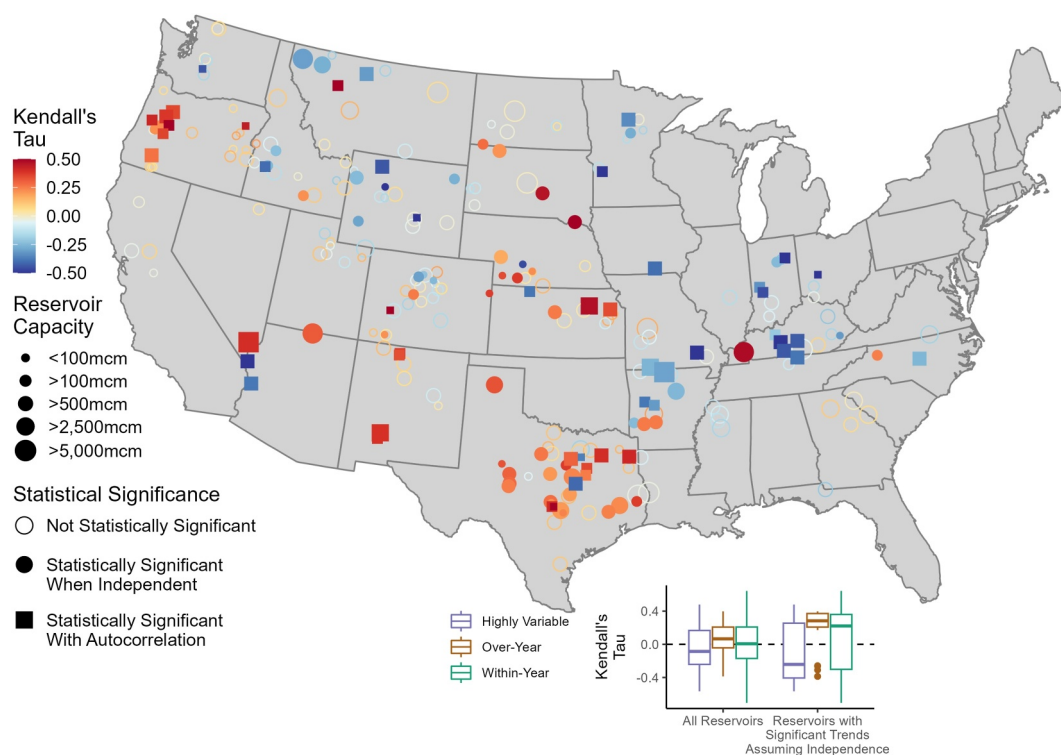 Kendall's
Tau
0.50
0.25
0.00
-0.25
-0.50
Reservoir
Capacity
<100mcm
>100mcm
>500mcm
>2,500mcm
>5,000mcm
Statistical Significance
Not Statistically Significant
Statistically Significant
When Independent
Statistically Significant
With Autocorrelation
Highly Variable
Over-Year
Within-Year
Kendall's
Tau
0.4
0.0
-0.4
All Reservoirs
Reservoirs with
Significant Trends
Assuming Independence